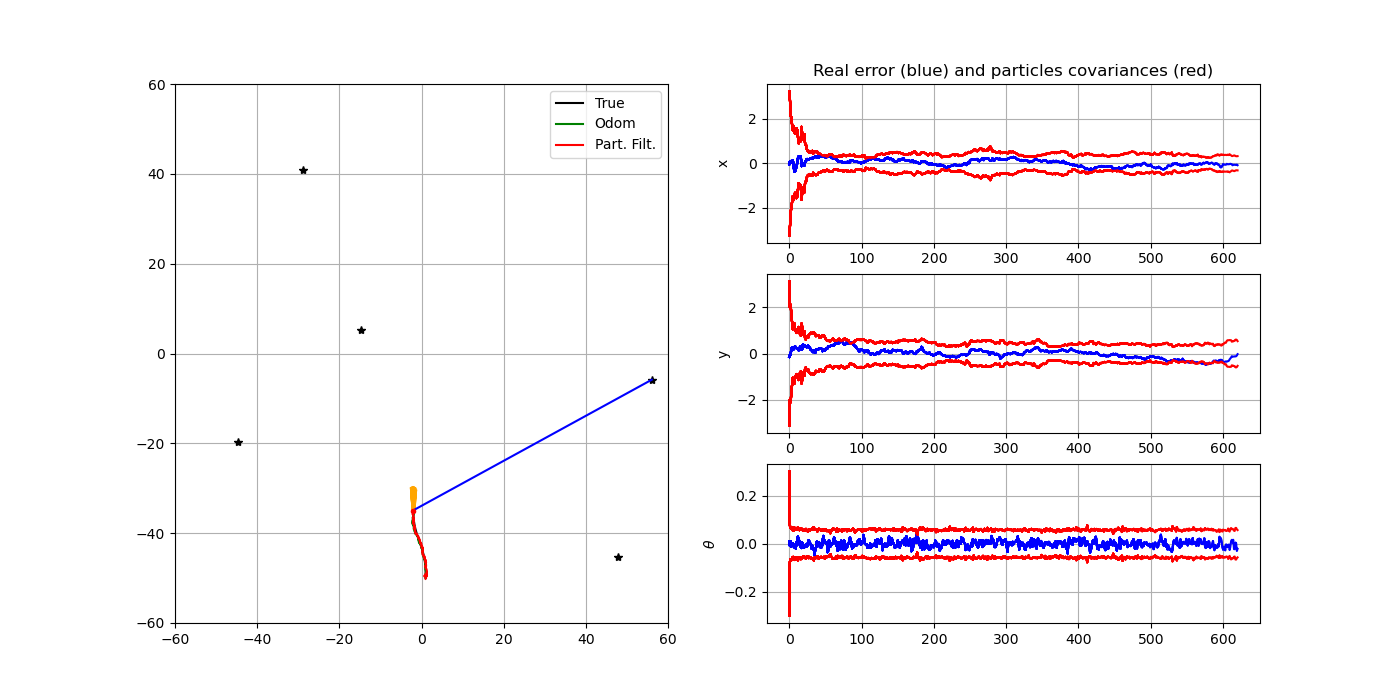 60
40
20
0
−20
−40
−60
−60 −40 −20 0 20 40 60
True
Odom
Part. Filt.
Real error (blue) and particles covariances (red)
x
2
0
−2
0 100 200 300 400 500 600
y
2
0
−2
0 100 200 300 400 500 600
θ
0.2
0.0
−0.2
0 100 200 300 400 500 600